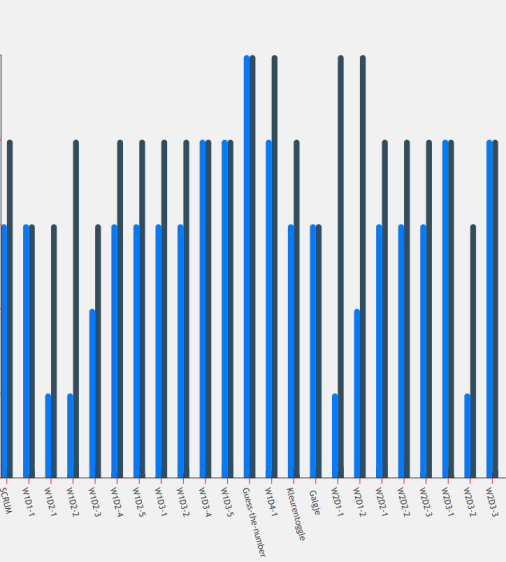 SCRUM
W1D1-1
W1D2-1
W1D2-2
W1D2-3
W1D2-4
W1D2-5
W1D3-1
W1D3-2
W1D3-4
W1D3-5
Guess-the-number
W1D4-1
Kleurentoggle
Galgje
W2D1-1
W2D1-2
W2D2-1
W2D2-2
W2D2-3
W2D3-1
W2D3-2
W2D3-3